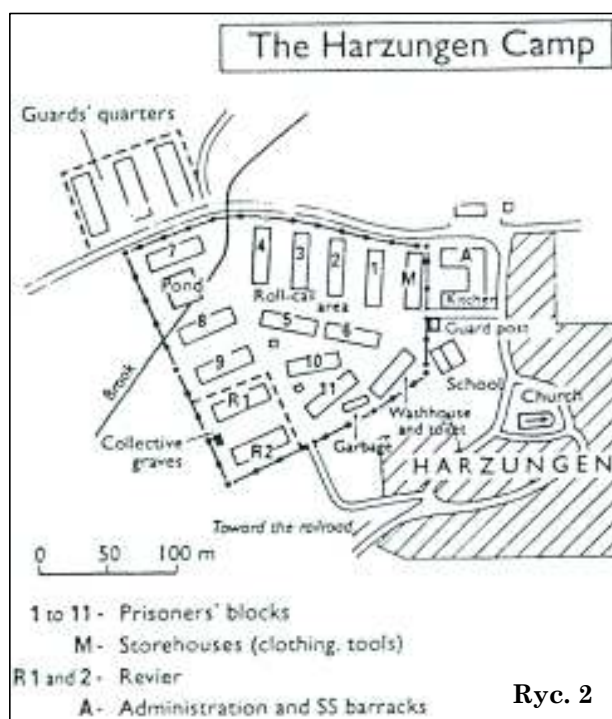 The Harzungen Camp
Guards' quarters
7
4
3
2
1
M
A
Kitchen
Pond
Roll-call
area
5
6
Guard post
8
9
10
11
School
Church
Brook
R1
R2
Washhouse
and toilet
Garbage
Collective
graves
HARZUNGEN
Toward the railroad
0 50 100 m
1 to 11 - Prisoners' blocks
M - Storehouses (clothing, tools)
R1 and 2 - Revier
A - Administration and SS barracks
Ryc. 2